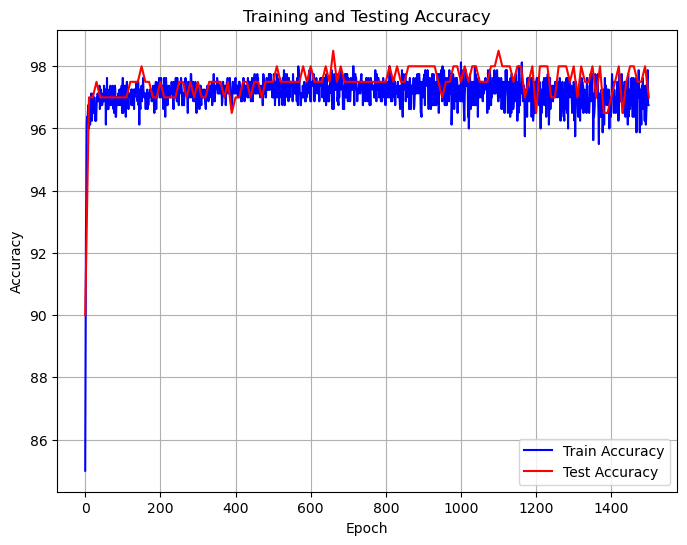 Training and Testing Accuracy
Accuracy
98
96
94
92
90
88
86
0 200 400 600 800 1000 1200 1400
Epoch
Train Accuracy
Test Accuracy